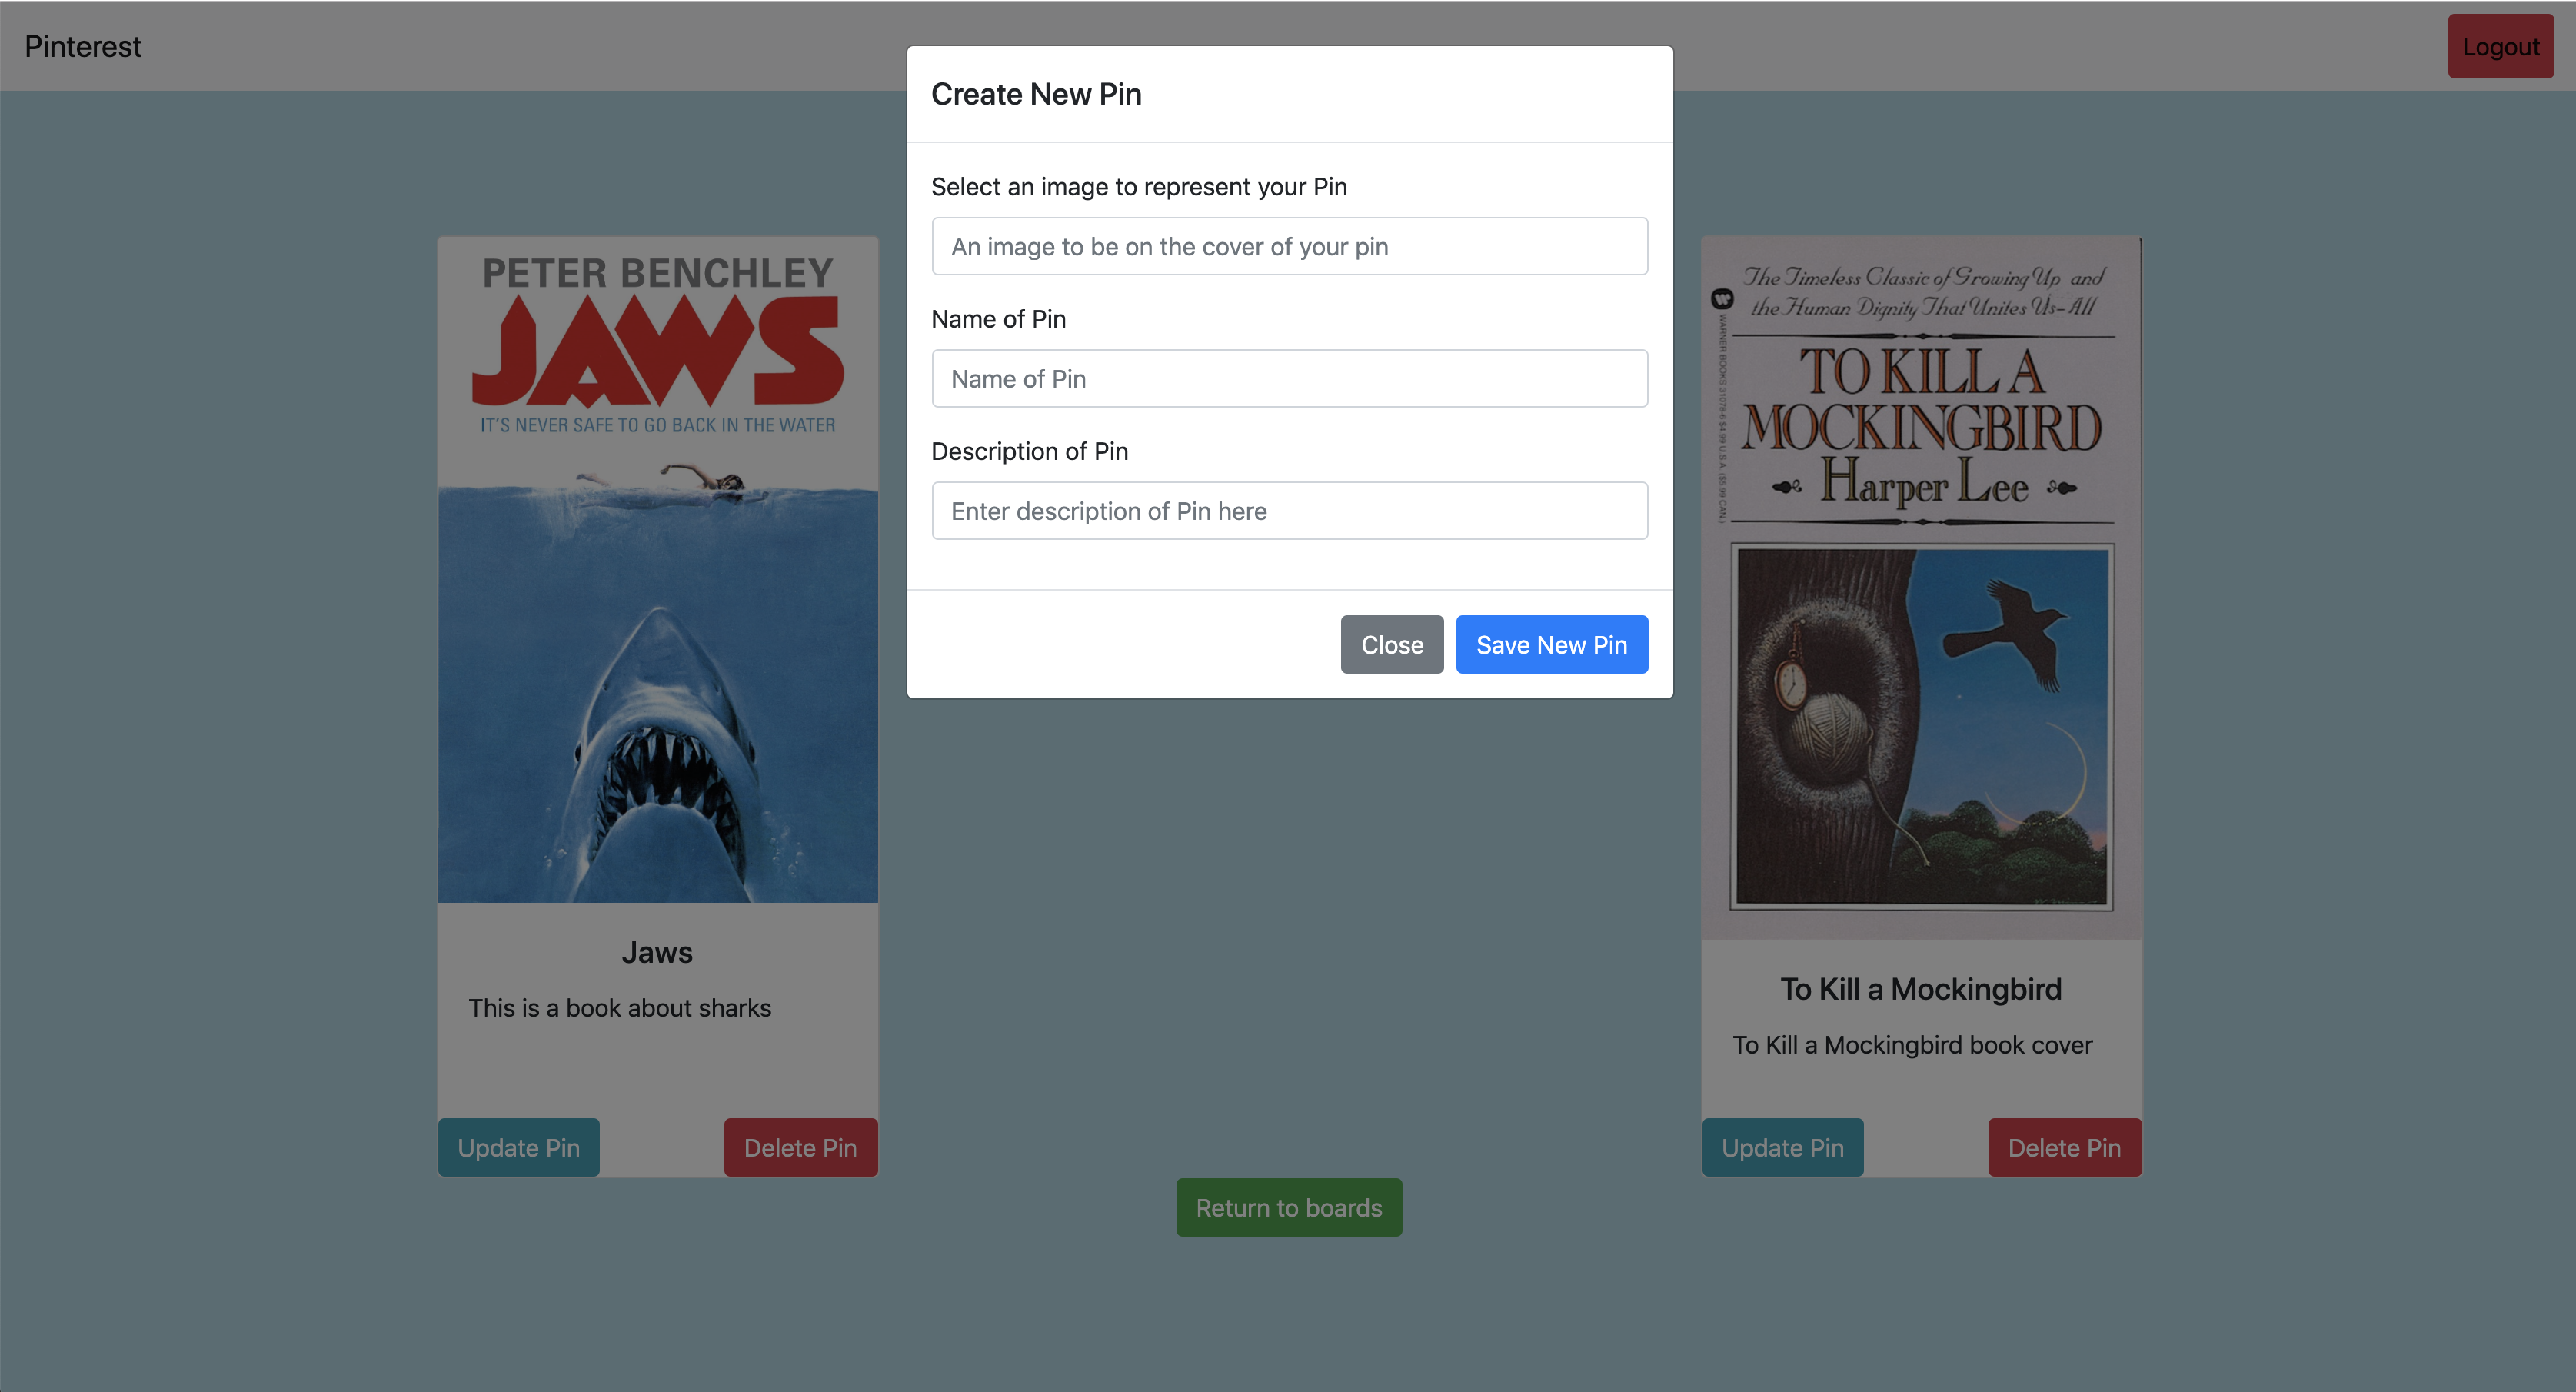 Pinterest
Logout
Create New Pin
Select an image to represent your Pin
An image to be on the cover of your pin
Name of Pin
Name of Pin
Description of Pin
Enter description of Pin here
Close
Save New Pin
PETER BENCHLEY
JAWS
IT'S NEVER SAFE TO GO BACK IN THE WATER
Jaws
This is a book about sharks
Update Pin
Delete Pin
The Timeless Classic of Growing Up and
the Human Dignity That Unites Us-All
W
WARNER BOOKS
TO KILL A
MOCKINGBIRD
Harper Lee
To Kill a Mockingbird
To Kill a Mockingbird book cover
Update Pin
Delete Pin
Return to boards